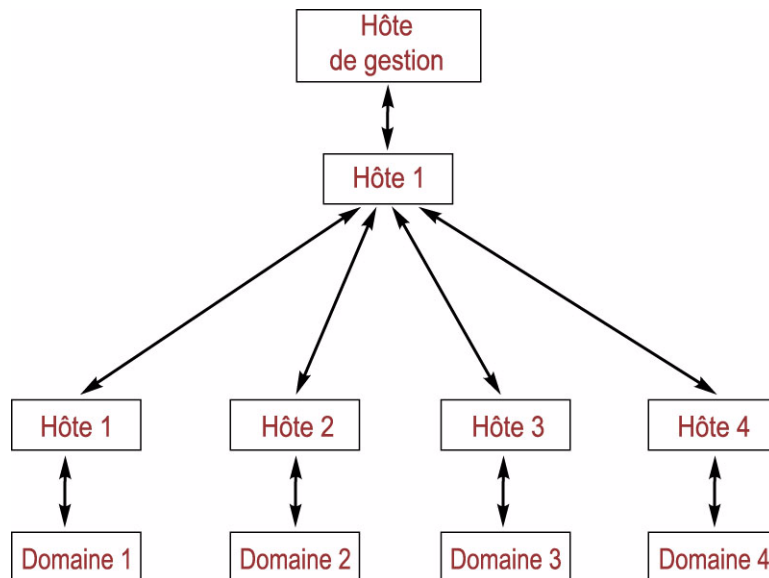 Hôte
de gestion
Hôte 1
Hôte 1
Hôte 2
Hôte 3
Hôte 4
Domaine 1
Domaine 2
Domaine 3
Domaine 4